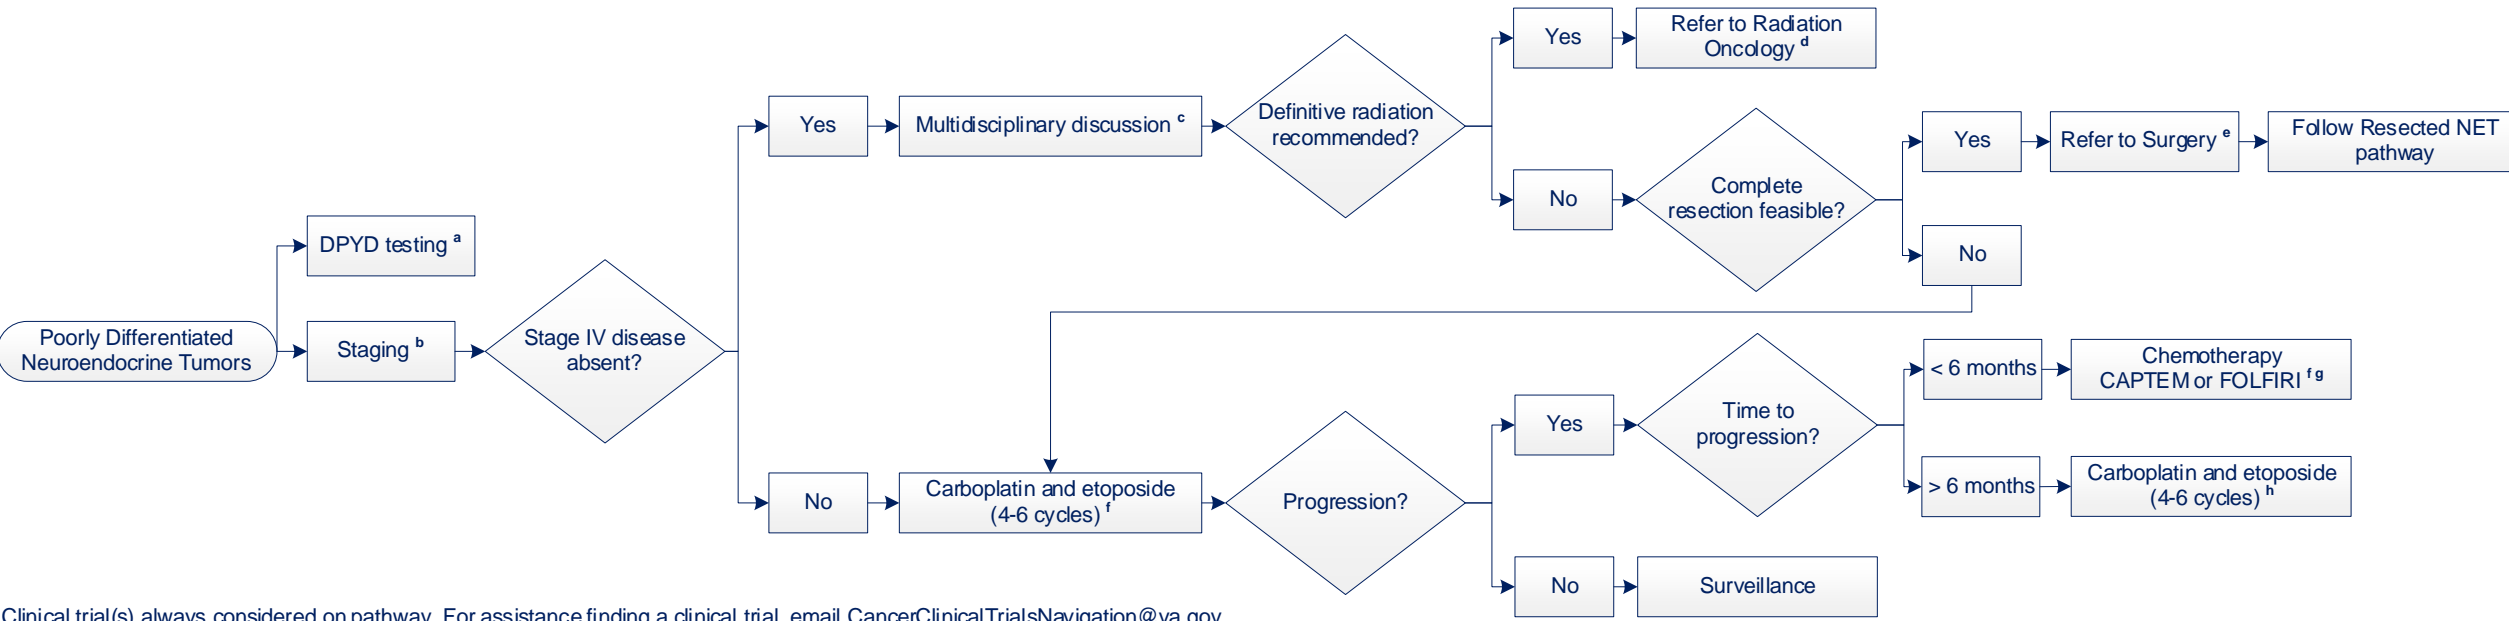 Poorly Differentiated
Neuroendocrine Tumors
DPYD testing a
Staging b
Stage IV disease
absent?
Yes
Multidisciplinary discussion c
Definitive radiation
recommended?
Yes
Refer to Radiation
Oncology d
No
Complete
resection feasible?
Yes
Refer to Surgery e
Follow Resected NET
pathway
No
No
Carboplatin and etoposide
(4-6 cycles) f
Progression?
Yes
Time to
progression?
< 6 months
Chemotherapy
CAPTEM or FOLFIRI f g
> 6 months
Carboplatin and etoposide
(4-6 cycles) h
No
Surveillance
Clinical trial(s) always considered on pathway. For assistance finding a clinical trial, email CancerClinicalTrialsNavigation@va.gov